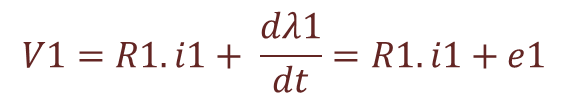 V1 = R1. i1 + dλ1/dt = R1. i1 + e1